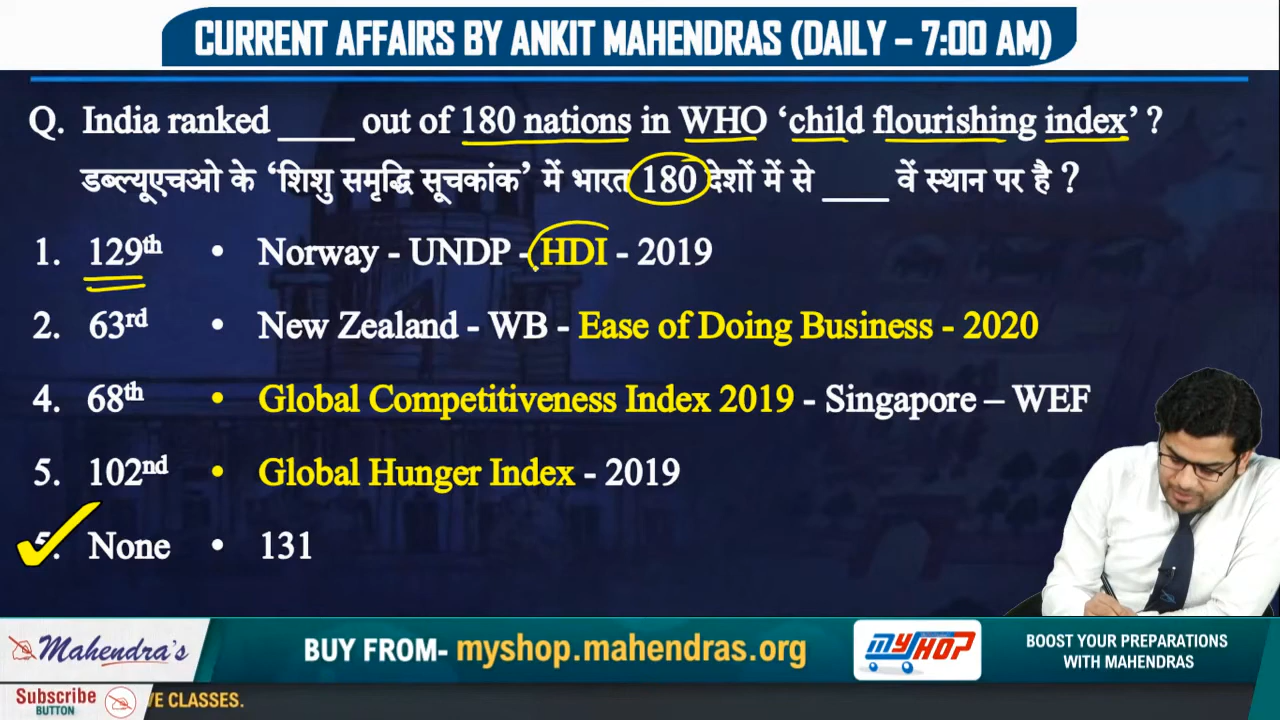 CURRENT AFFAIRS BY ANKIT MAHENDRAS (DAILY – 7:00 AM)
Q. India ranked ____ out of 180 nations in WHO ‘child flourishing index’ ?
डब्ल्यूएचओ के ‘शिशु समृद्धि सूचकांक’ में भारत 180 देशों में से ____ वें स्थान पर है ?
1. 129th • Norway - UNDP - HDI - 2019
2. 63rd • New Zealand - WB - Ease of Doing Business - 2020
4. 68th • Global Competitiveness Index 2019 - Singapore – WEF
5. 102nd • Global Hunger Index - 2019
5. None • 131
Mahendra's
BUY FROM- myshop.mahendras.org
MY SHOP
BOOST YOUR PREPARATIONS
WITH MAHENDRAS
Subscribe
BUTTON
VE CLASSES.